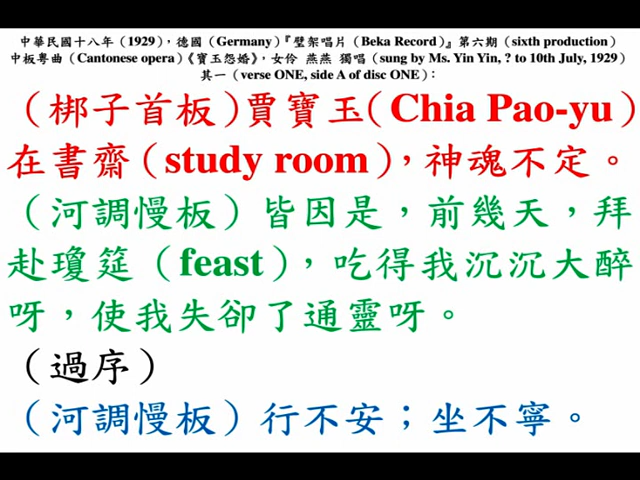 中華民國十八年（1929），德國（Germany）『璧架唱片（Beka Record）』第六期（sixth production）
中板粵曲（Cantonese opera）《寶玉怨婚》，女伶 燕燕 獨唱（sung by Ms. Yin Yin, ? to 10th July, 1929）
其一（verse ONE, side A of disc ONE）：
（梆子首板）賈寶玉（Chia Pao-yu）
在書齋（study room），神魂不定。
（河調慢板）皆因是，前幾天，拜
赴瓊筵（feast），吃得我沉沉大醉
呀，使我失卻了通靈呀。
（過序）
（河調慢板）行不安；坐不寧。